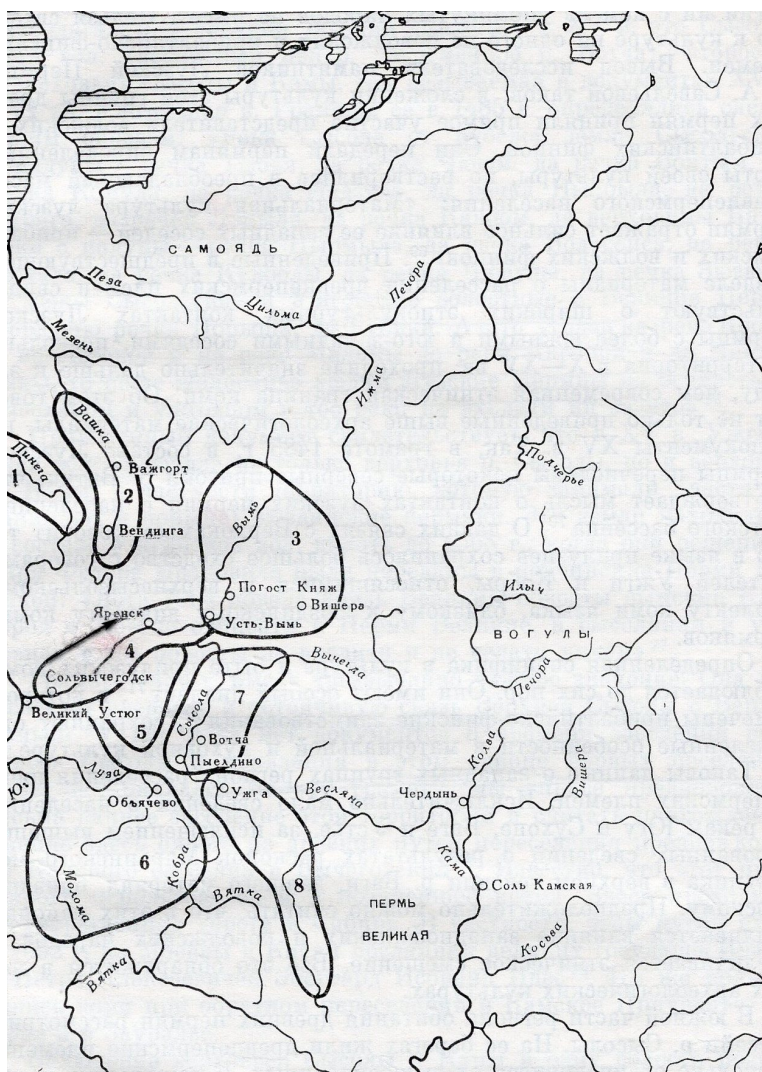 САМОЯДЬ
Пеза
Цильма
Печора
Мезень
Ижма
Вашка
Пинега
1
2
Важгорт
Вендинга
Подчерье
3
Вымь
Погост Княж
Вишера
Усть-Вымь
Яренск
4
Илыч
ВОГУЛЫ
Вычегда
Сольвычегодск
Великий Устюг
Печора
7
Сысола
5
Вотча
Пыелдино
Колва
Вишера
Луза
Юг
Объячево
Ужга
Весляна
Чердынь
6
Кобра
Кама
Молома
Вятка
8
Соль Камская
ПЕРМЬ
ВЕЛИКАЯ
Косьва
Вятка